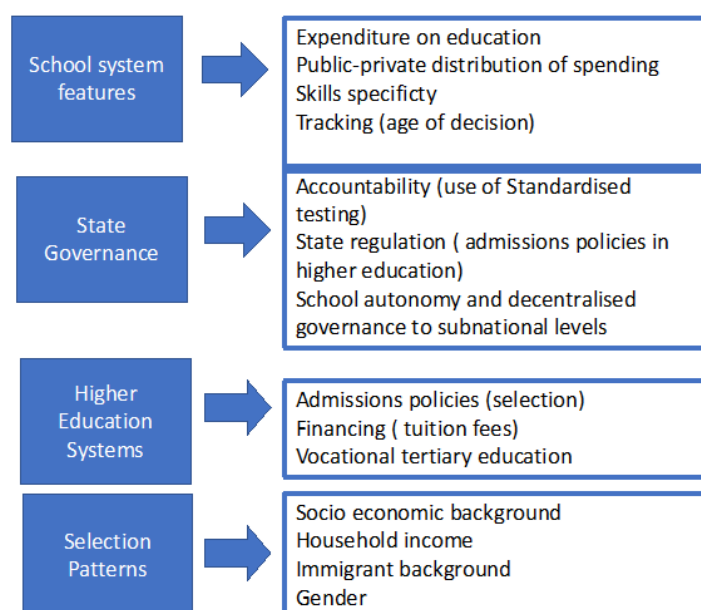 School system
features
Expenditure on education
Public-private distribution of spending
Skills specificty
Tracking (age of decision)
State
Governance
Accountability (use of Standardised
testing)
State regulation ( admissions policies in
higher education)
School autonomy and decentralised
governance to subnational levels
Higher
Education
Systems
Admissions policies (selection)
Financing ( tuition fees)
Vocational tertiary education
Selection
Patterns
Socio economic background
Household income
Immigrant background
Gender